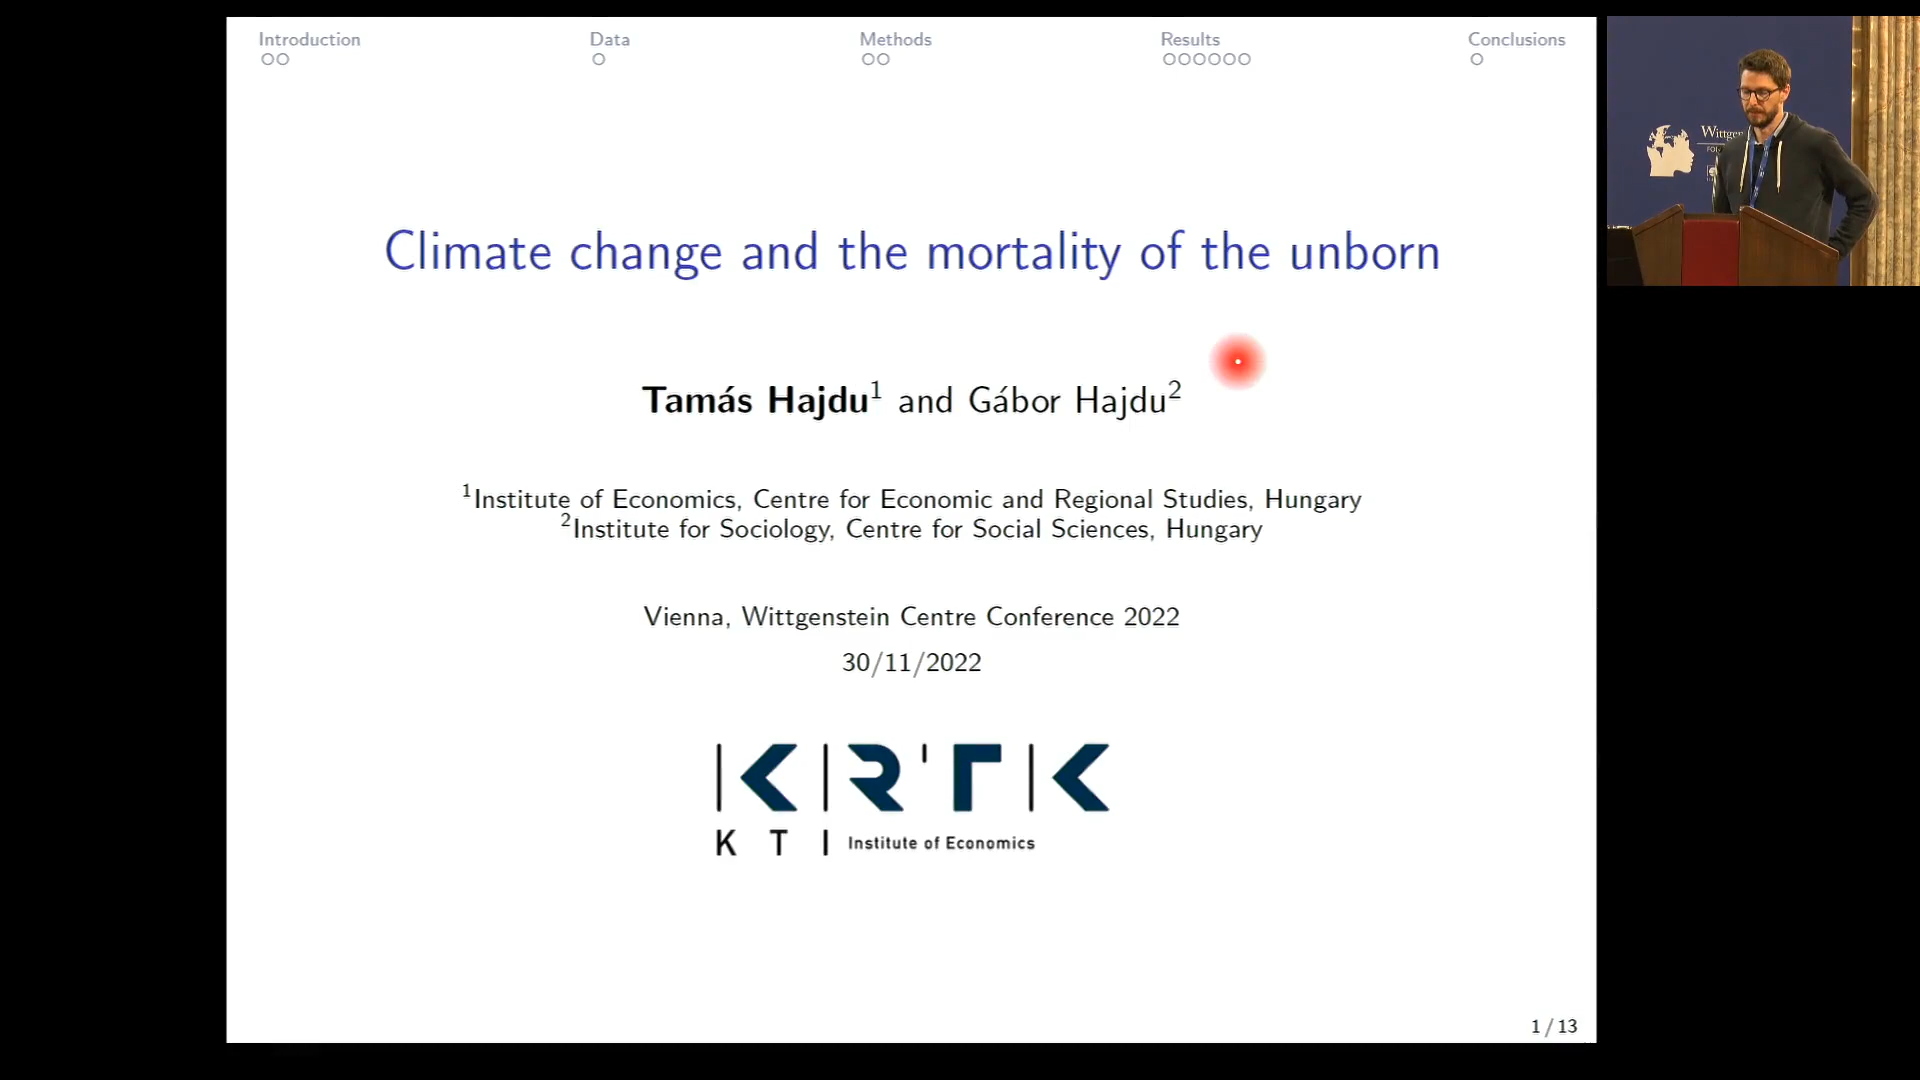 Introduction
Data
Methods
Results
Conclusions
Climate change and the mortality of the unborn
Tamás Hajdu¹ and Gábor Hajdu²
¹Institute of Economics, Centre for Economic and Regional Studies, Hungary
²Institute for Sociology, Centre for Social Sciences, Hungary
Vienna, Wittgenstein Centre Conference 2022
30/11/2022
KRTK
KTI Institute of Economics
1 / 13